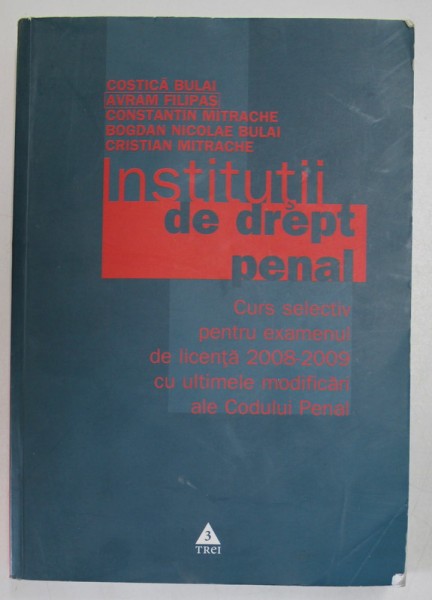 COSTICĂ BULAI
AVRAM FILIPAȘ
CONSTANTIN MITRACHE
BOGDAN NICOLAE BULAI
CRISTIAN MITRACHE
Instituţii
de drept
penal
Curs selectiv
pentru examenul
de licenţă 2008-2009
cu ultimele modificări
ale Codului Penal
3
TREI